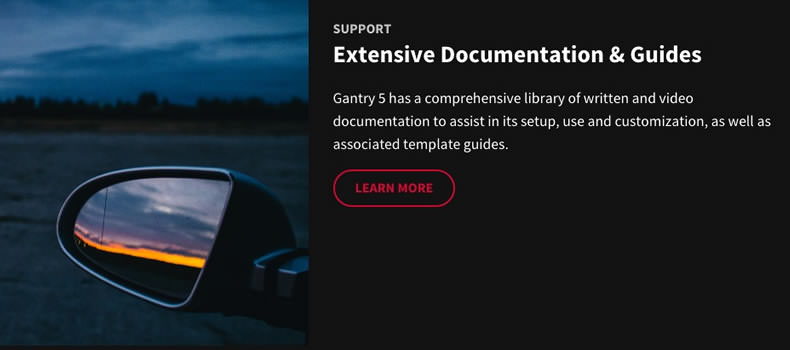 SUPPORT
Extensive Documentation & Guides
Gantry 5 has a comprehensive library of written and video
documentation to assist in its setup, use and customization, as well as
associated template guides.
LEARN MORE